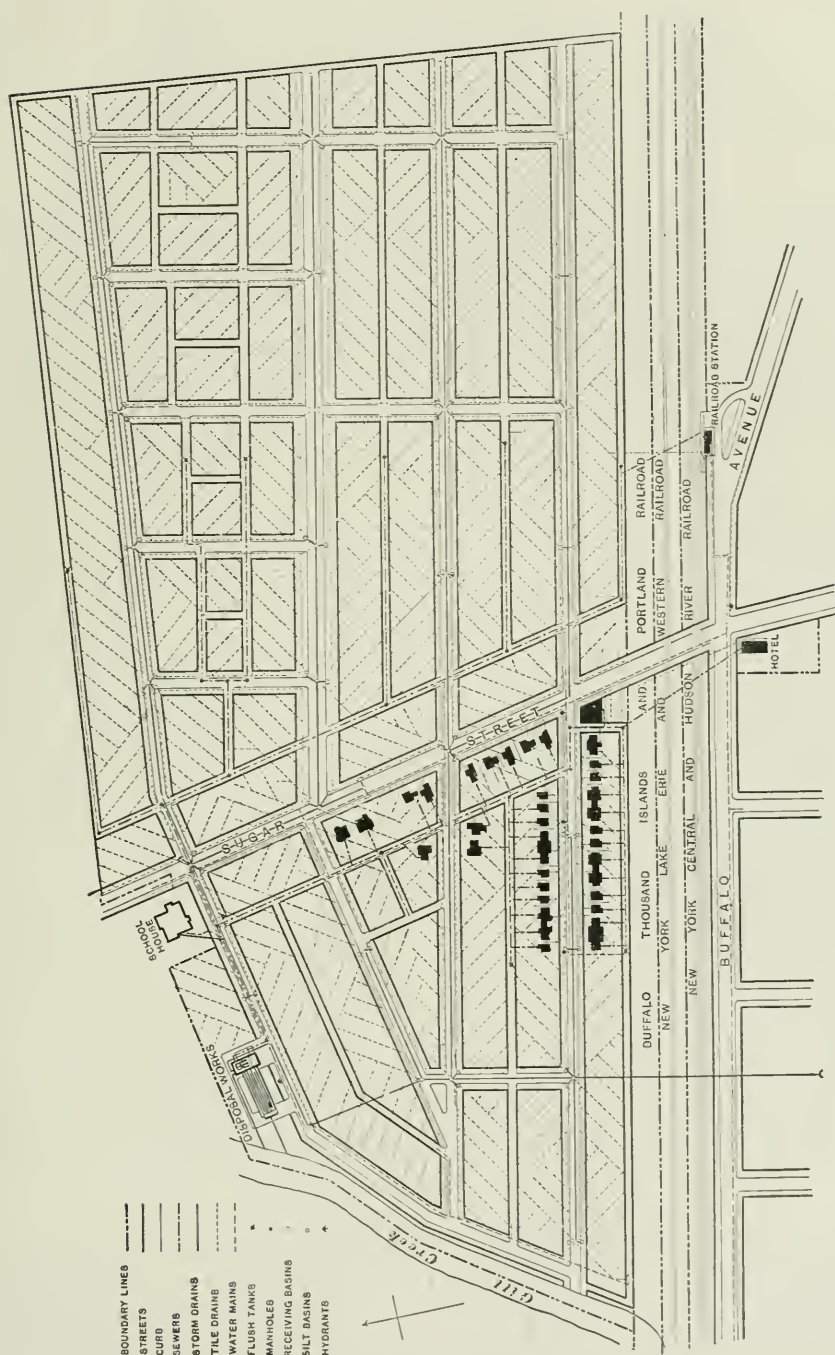 BOUNDARY LINES
STREETS
CURB
SEWERS
STORM DRAINS
TILE DRAINS
WATER MAINS
FLUSH TANKS
MANHOLES
RECEIVING BASINS
SILT BASINS
HYDRANTS
Gill Creek
DISPOSAL WORKS
SCHOOL
HOUSE
SUGAR STREET
DUFFALO THOUSAND ISLANDS AND PORTLAND RAILROAD
NEW YORK LAKE ERIE AND WESTERN RAILROAD
NEW YORK CENTRAL AND HUDSON RIVER RAILROAD
BUFFALO AVENUE
HOTEL
RAILROAD STATION